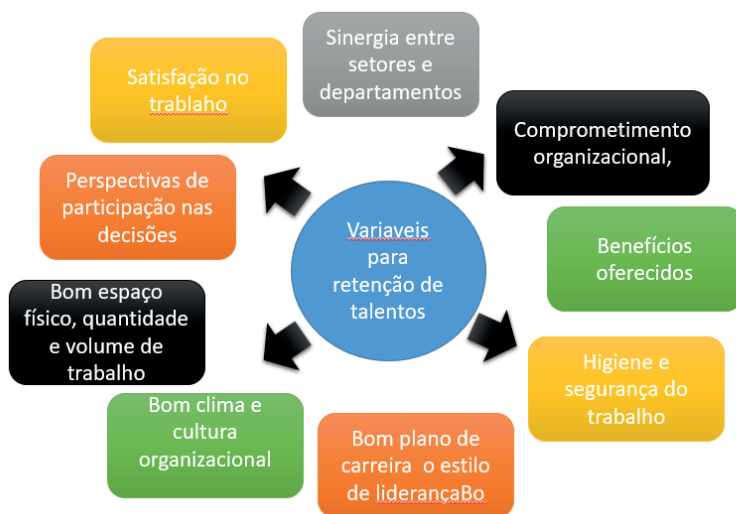 Sinergia entre
setores e
departamentos
Satisfação no
trablaho
Comprometimento
organizacional,
Perspectivas de
participação nas
decisões
Variaveis
para
retenção de
talentos
Benefícios
oferecidos
Bom espaço
físico, quantidade
e volume de
trabalho
Higiene e
segurança do
trabalho
Bom clima e
cultura
organizacional
Bom plano de
carreira o estilo
de liderançaBo